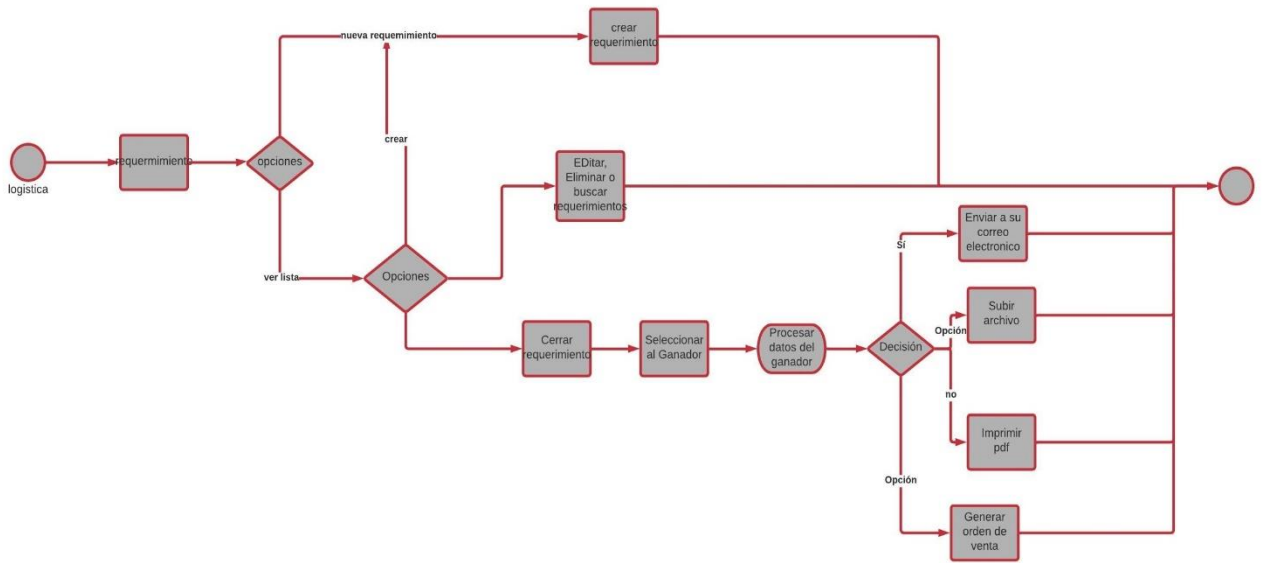 crear
requerimiento
nueva requemimiento
crear
logistica
requermimiento
opciones
EDitar,
Eliminar o
buscar
requerimientos
ver lista
Opciones
Cerrar
requerimiento
Seleccionar
al Ganador
Procesar
datos del
ganador
Decisión
Sí
Enviar a su
correo
electronico
Opción
Subir
archivo
no
Imprimir
pdf
Opción
Generar
orden de
venta